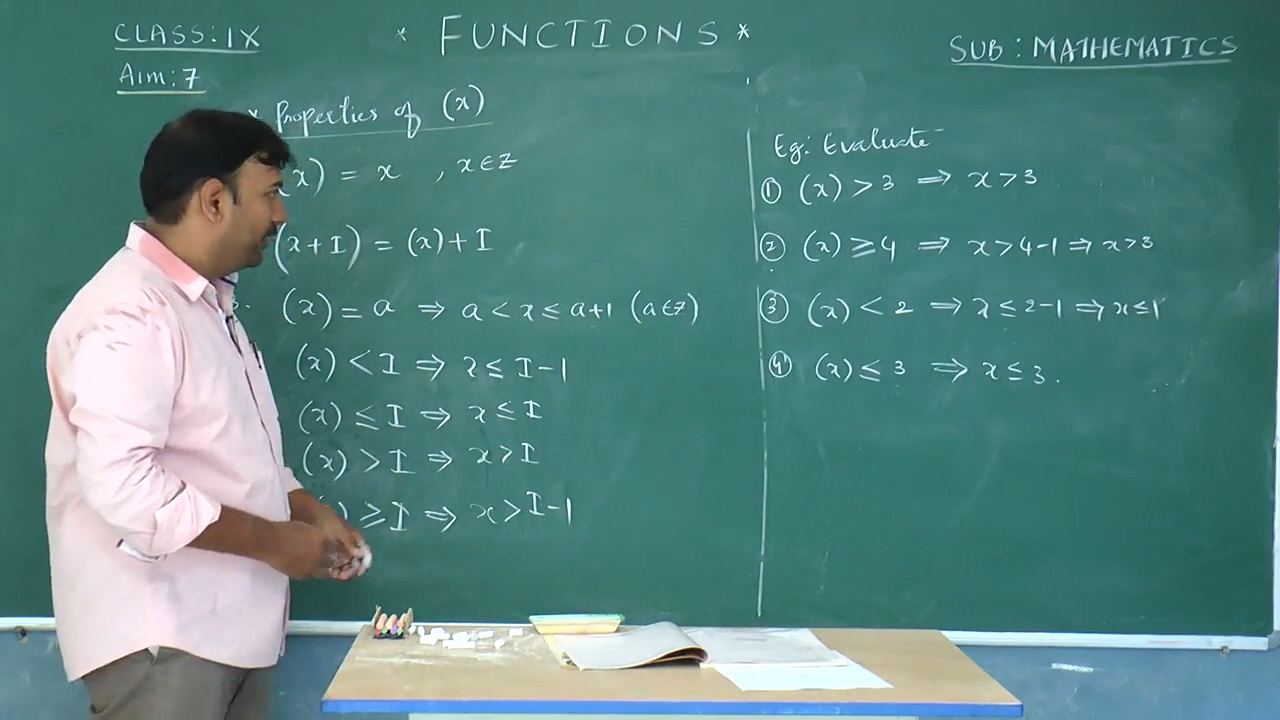 CLASS: IX
* FUNCTIONS *
SUB: MATHEMATICS
Aim: 7
* Properties of (x)
x) = x , x∈Z
(x+I) = (x)+I
3. (x) = a ⇒ a < x ≤ a+1 (a∈Z)
(x) < I ⇒ x ≤ I-1
(x) ≤ I ⇒ x ≤ I
(x) > I ⇒ x > I
) ≥ I ⇒ x > I-1
Eg: Evaluate
① (x) > 3 ⇒ x > 3
② (x) ≥ 4 ⇒ x > 4-1 ⇒ x > 3
③ (x) < 2 ⇒ x ≤ 2-1 ⇒ x ≤ 1
④ (x) ≤ 3 ⇒ x ≤ 3.